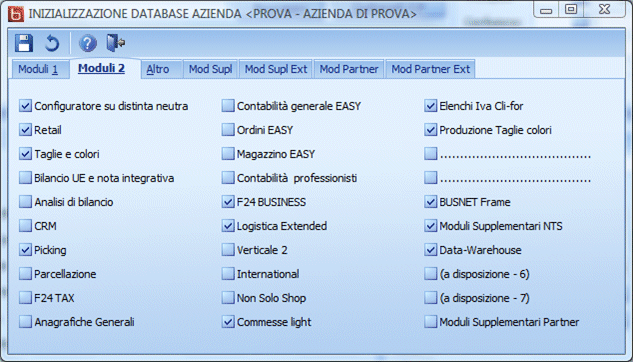 INIZIALIZZAZIONE DATABASE AZIENDA <PROVA - AZIENDA DI PROVA>
Moduli 1 Moduli 2 Altro Mod Supl Mod Supl Ext Mod Partner Mod Partner Ext
Configuratore su distinta neutra Contabilità generale EASY Elenchi Iva Cli-for
Retail Ordini EASY Produzione Taglie colori
Taglie e colori Magazzino EASY .....................................
Bilancio UE e nota integrativa Contabilità professionisti .....................................
Analisi di bilancio F24 BUSINESS BUSNET Frame
CRM Logistica Extended Moduli Supplementari NTS
Picking Verticale 2 Data-Warehouse
Parcellazione International (a disposizione - 6)
F24 TAX Non Solo Shop (a disposizione - 7)
Anagrafiche Generali Commesse light Moduli Supplementari Partner